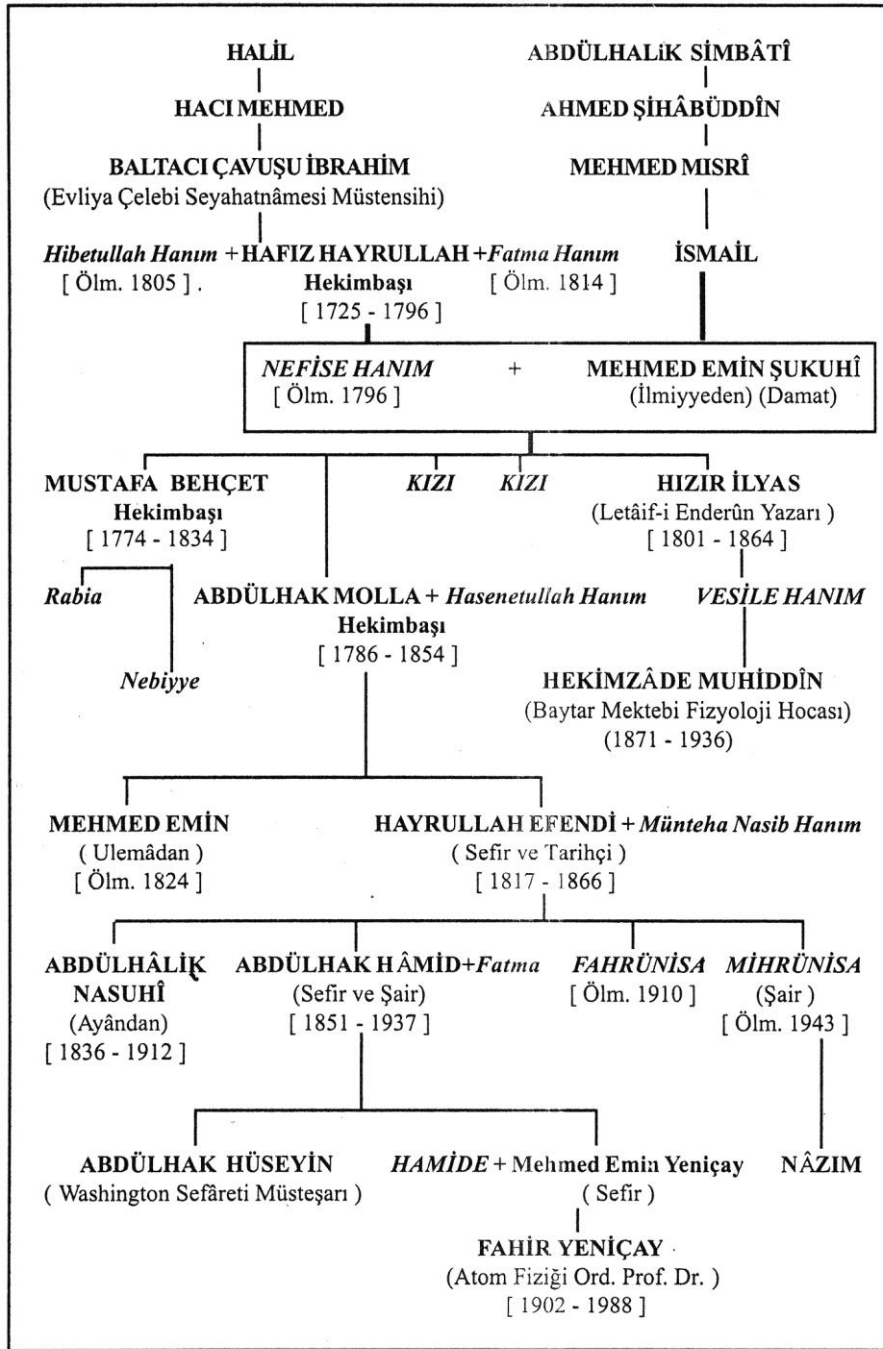 HALİL ABDÜLHALiK SİMBÂTÎ
HACI MEHMED AHMED ŞİHÂBÜDDÎN
BALTACI ÇAVUŞU İBRAHİM MEHMED MISRÎ
(Evliya Çelebi Seyahatnâmesi Müstensihi)
Hibetullah Hanım + HAFIZ HAYRULLAH + Fatma Hanım İSMAİL
[ Ölm. 1805 ] . Hekimbaşı [ Ölm. 1814 ]
[ 1725 - 1796 ]
NEFİSE HANIM + MEHMED EMİN ŞUKUHÎ
[ Ölm. 1796 ] (İlmiyyeden) (Damat)
MUSTAFA BEHÇET KIZI KIZI HIZIR İLYAS
Hekimbaşı (Letâif-i Enderûn Yazarı )
[ 1774 - 1834 ] [ 1801 - 1864 ]
Rabia ABDÜLHAK MOLLA + Hasenetullah Hanım VESİLE HANIM
Hekimbaşı
[ 1786 - 1854 ]
Nebiyye HEKİMZÂDE MUHİDDÎN
(Baytar Mektebi Fizyoloji Hocası)
(1871 - 1936)
MEHMED EMİN HAYRULLAH EFENDİ + Münteha Nasib Hanım
( Ulemâdan ) ( Sefir ve Tarihçi )
[ Ölm. 1824 ] [ 1817 - 1866 ]
ABDÜLHÂLİK ABDÜLHAK HÂMİD+Fatma FAHRÜNİSA MİHRÜNİSA
NASUHÎ (Sefir ve Şair) [ Ölm. 1910 ] (Şair )
(Ayândan) [ 1851 - 1937 ] [ Ölm. 1943 ]
[ 1836 - 1912 ]
ABDÜLHAK HÜSEYİN HAMİDE + Mehmed Emin Yeniçay NÂZIM
( Washington Sefâreti Müsteşarı ) ( Sefir )
FAHİR YENİÇAY
(Atom Fiziği Ord. Prof. Dr. )
[ 1902 - 1988 ]